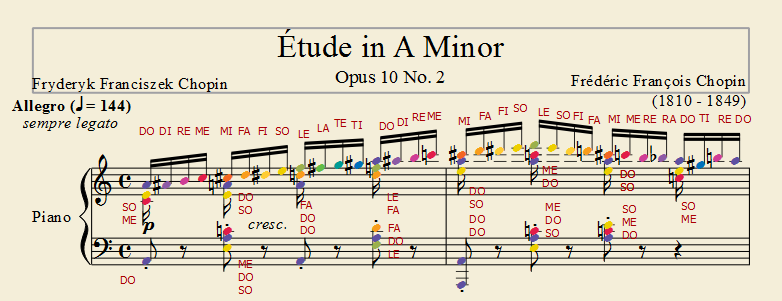 Étude in A Minor
Opus 10 No. 2
Fryderyk Franciszek Chopin
Frédéric François Chopin
(1810 - 1849)
Allegro (♩= 144)
sempre legato
DO DI RE ME MI FA FI SO LE LA TE TI DO DI RE ME MI FA FI SO LE SO FI FA MI ME RE RA DO TI RE DO
Piano
SO
ME
DO
SO
FA
DO
DO
LE
FA
DO
SO
DO
ME
DO
DO
SO
DO
SO
ME
p
cresc.
DO
ME
DO
SO
FA
DO
LE
ME
DO
SO
SO
ME
DO